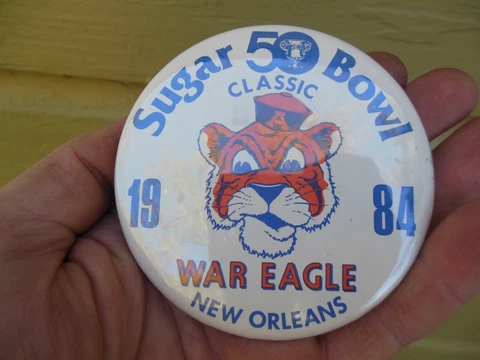 Sugar 50 Bowl
CLASSIC
19 84
WAR EAGLE
NEW ORLEANS